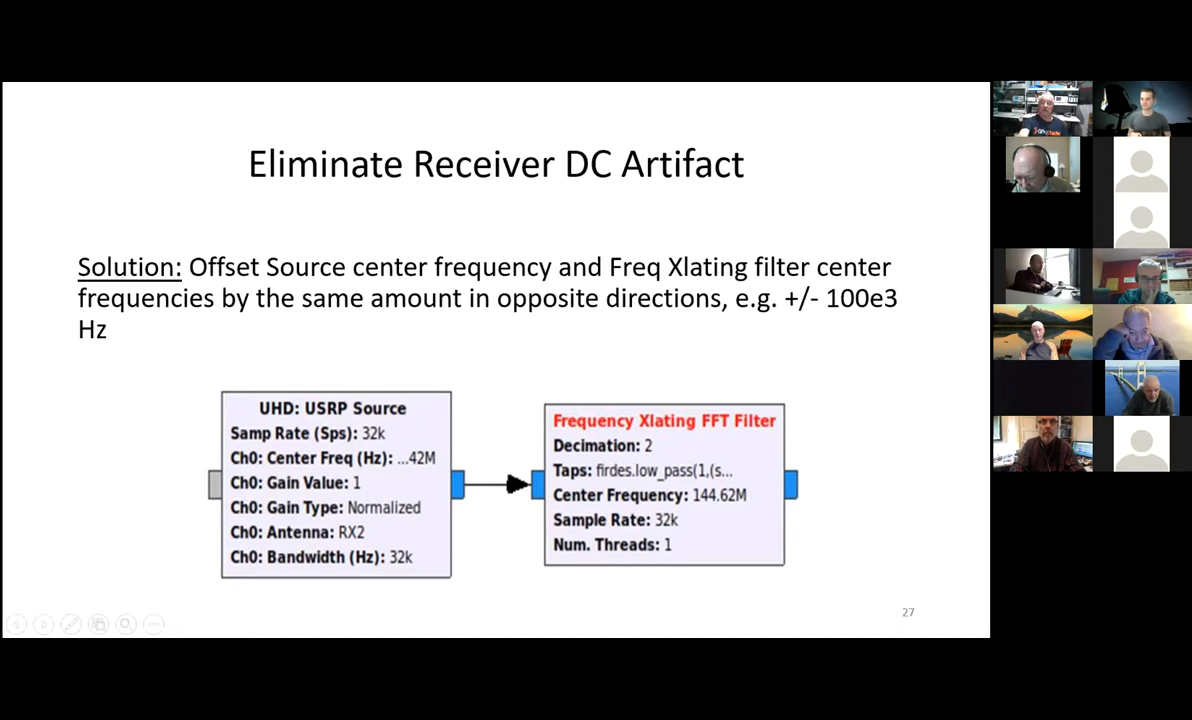 Eliminate Receiver DC Artifact
Solution: Offset Source center frequency and Freq Xlating filter center
frequencies by the same amount in opposite directions, e.g. +/- 100e3
Hz
UHD: USRP Source
Samp Rate (Sps): 32k
Ch0: Center Freq (Hz): ...42M
Ch0: Gain Value: 1
Ch0: Gain Type: Normalized
Ch0: Antenna: RX2
Ch0: Bandwidth (Hz): 32k
Frequency Xlating FFT Filter
Decimation: 2
Taps: firdes.low_pass(1,(s...
Center Frequency: 144.62M
Sample Rate: 32k
Num. Threads: 1
27